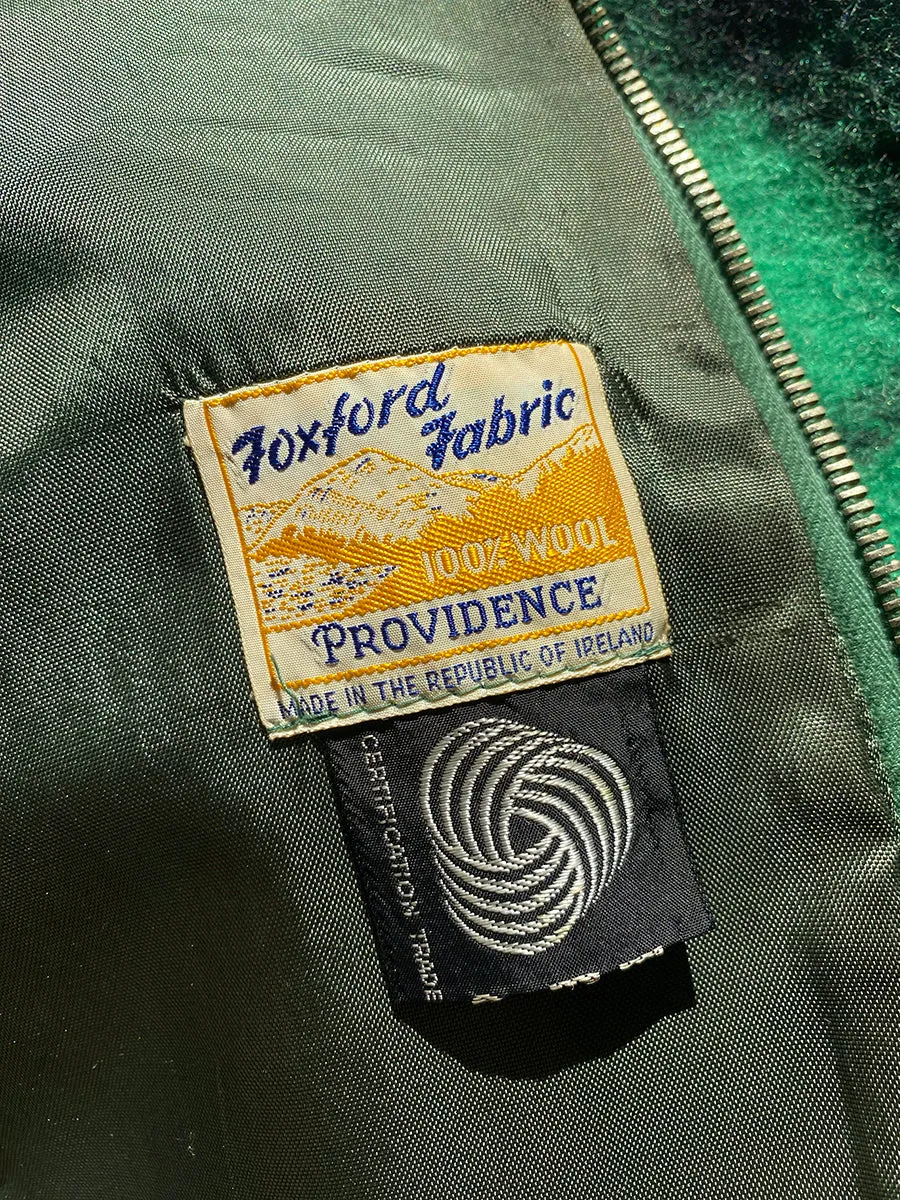 Foxford
Fabric
100% WOOL
PROVIDENCE
MADE IN THE REPUBLIC OF IRELAND
CERTIFICATION TRADE